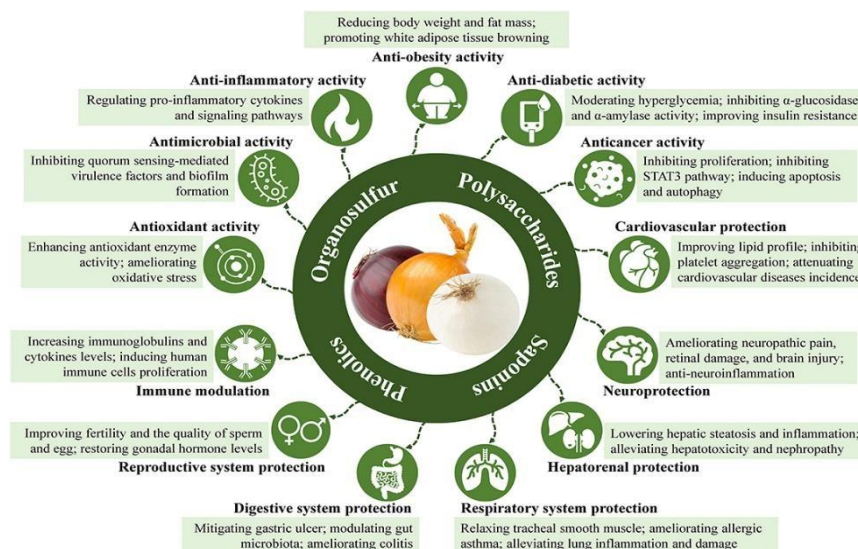 Reducing body weight and fat mass;
promoting white adipose tissue browning
Anti-obesity activity
Anti-inflammatory activity
Regulating pro-inflammatory cytokines
and signaling pathways
Anti-diabetic activity
Moderating hyperglycemia; inhibiting α-glucosidase
and α-amylase activity; improving insulin resistance
Antimicrobial activity
Inhibiting quorum sensing-mediated
virulence factors and biofilm
formation
Anticancer activity
Inhibiting proliferation; inhibiting
STAT3 pathway; inducing apoptosis
and autophagy
Organosulfur
Polysaccharides
Antioxidant activity
Enhancing antioxidant enzyme
activity; ameliorating
oxidative stress
Cardiovascular protection
Improving lipid profile; inhibiting
platelet aggregation; attenuating
cardiovascular diseases incidence
Phenolics
Saponins
Increasing immunoglobulins and
cytokines levels; inducing human
immune cells proliferation
Immune modulation
Ameliorating neuropathic pain,
retinal damage, and brain injury;
anti-neuroinflammation
Neuroprotection
Improving fertility and the quality of sperm
and egg; restoring gonadal hormone levels
Reproductive system protection
Lowering hepatic steatosis and inflammation;
alleviating hepatotoxicity and nephropathy
Hepatorenal protection
Digestive system protection
Mitigating gastric ulcer; modulating gut
microbiota; ameliorating colitis
Respiratory system protection
Relaxing tracheal smooth muscle; ameliorating allergic
asthma; alleviating lung inflammation and damage